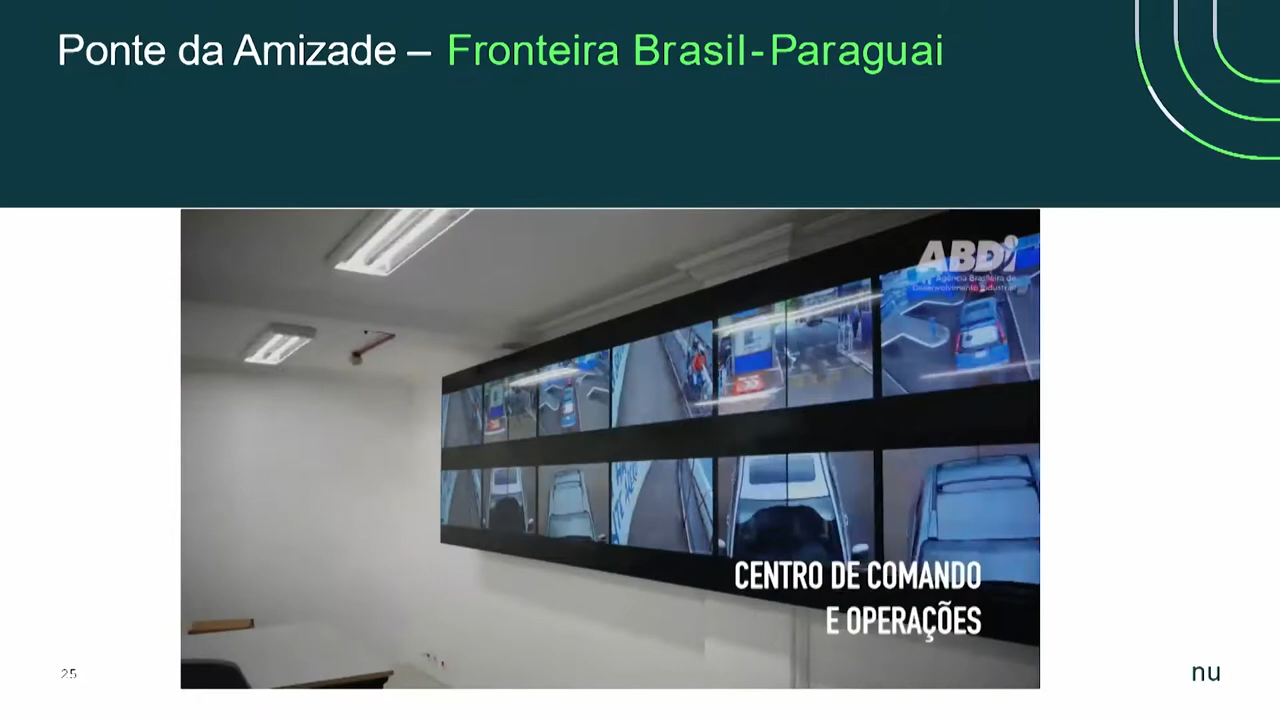 Ponte da Amizade – Fronteira Brasil-Paraguai
ABDi
Agência Brasileira de
Desenvolvimento Industrial
CENTRO DE COMANDO
E OPERAÇÕES
25
nu